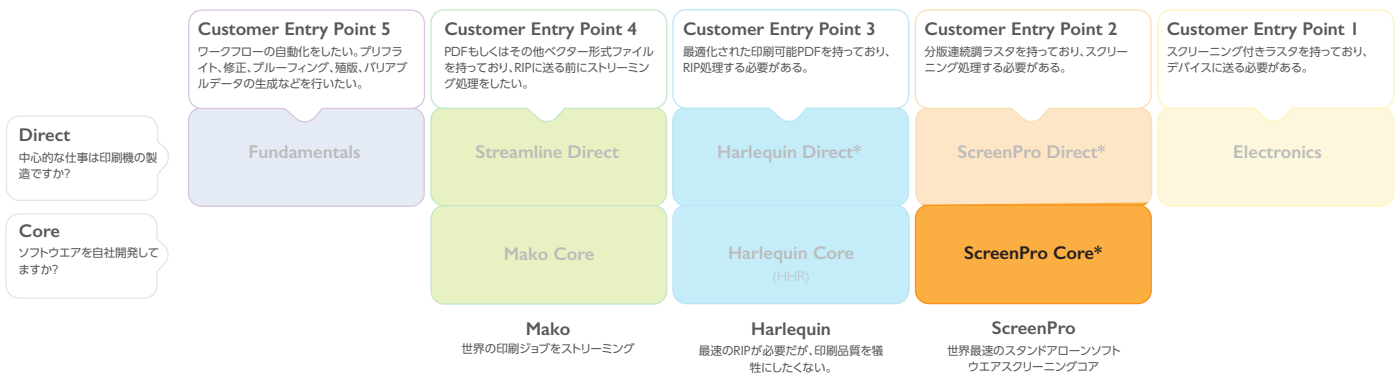 Customer Entry Point 5
ワークフローの自動化をしたい。プリフラ
イト、修正、プルーフィング、殖版、バリアブ
ルデータの生成などを行いたい。
Customer Entry Point 4
PDFもしくはその他ベクター形式ファイル
を持っており、RIPに送る前にストリーミン
グ処理をしたい。
Customer Entry Point 3
最適化された印刷可能PDFを持っており、
RIP処理する必要がある。
Customer Entry Point 2
分版連続調ラスタを持っており、スクリー
ニング処理する必要がある。
Customer Entry Point 1
スクリーニング付きラスタを持っており、
デバイスに送る必要がある。
Direct
中心的な仕事は印刷機の製
造ですか?
Fundamentals
Streamline Direct
Harlequin Direct*
ScreenPro Direct*
Electronics
Core
ソフトウエアを自社開発して
ますか?
Mako Core
Harlequin Core
(HHR)
ScreenPro Core*
Mako
世界の印刷ジョブをストリーミング
Harlequin
最速のRIPが必要だが、印刷品質を犠
牲にしたくない。
ScreenPro
世界最速のスタンドアローンソフト
ウエアスクリーニングコア